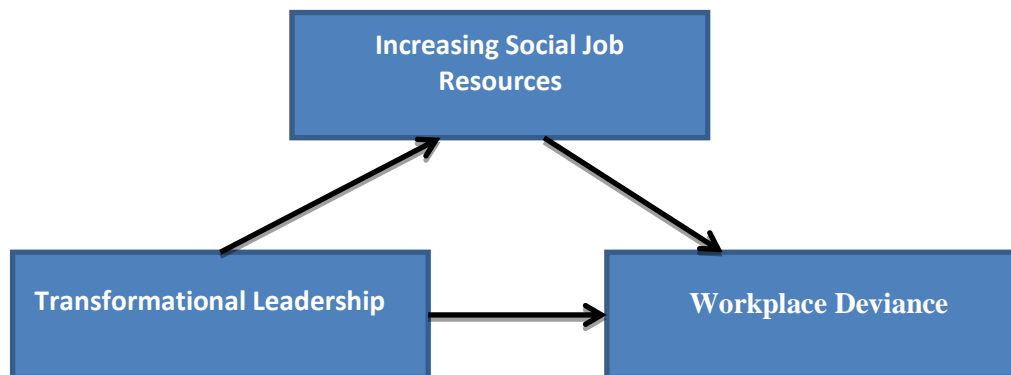 Increasing Social Job
Resources
Transformational Leadership
Workplace Deviance